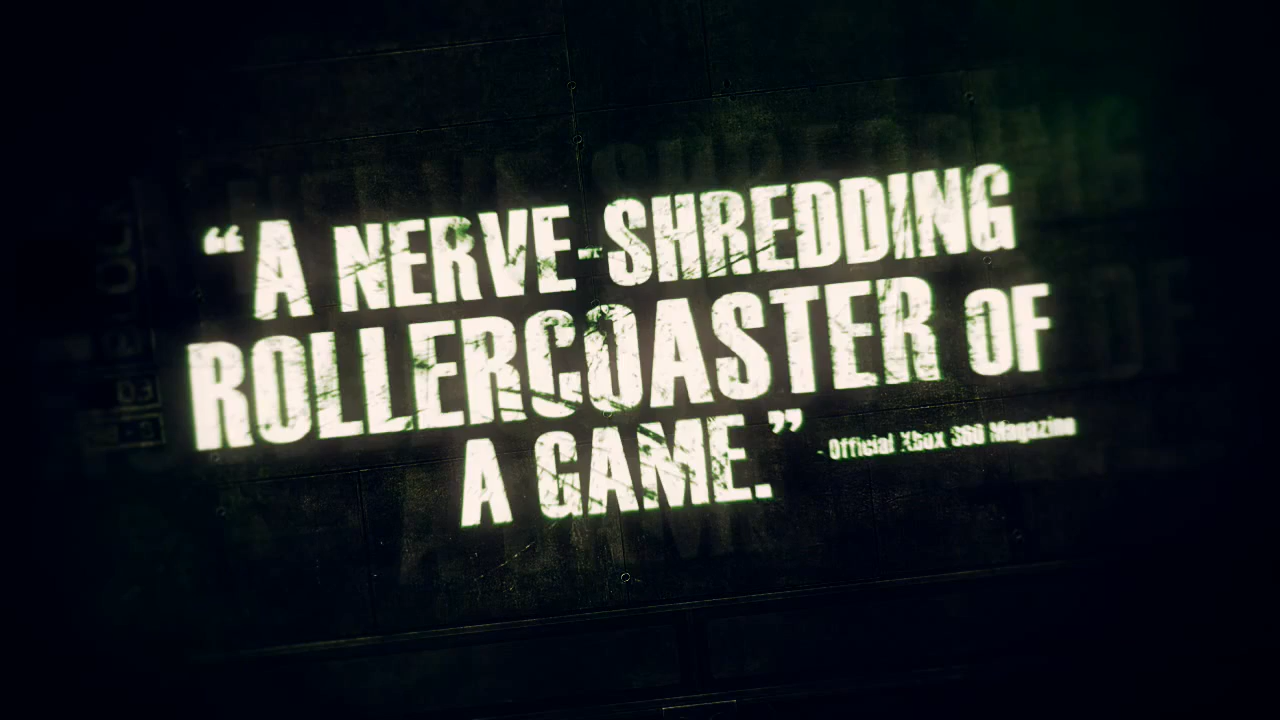 “A NERVE-SHREDDING
ROLLERCOASTER OF
A GAME.” - Official Xbox 360 Magazine